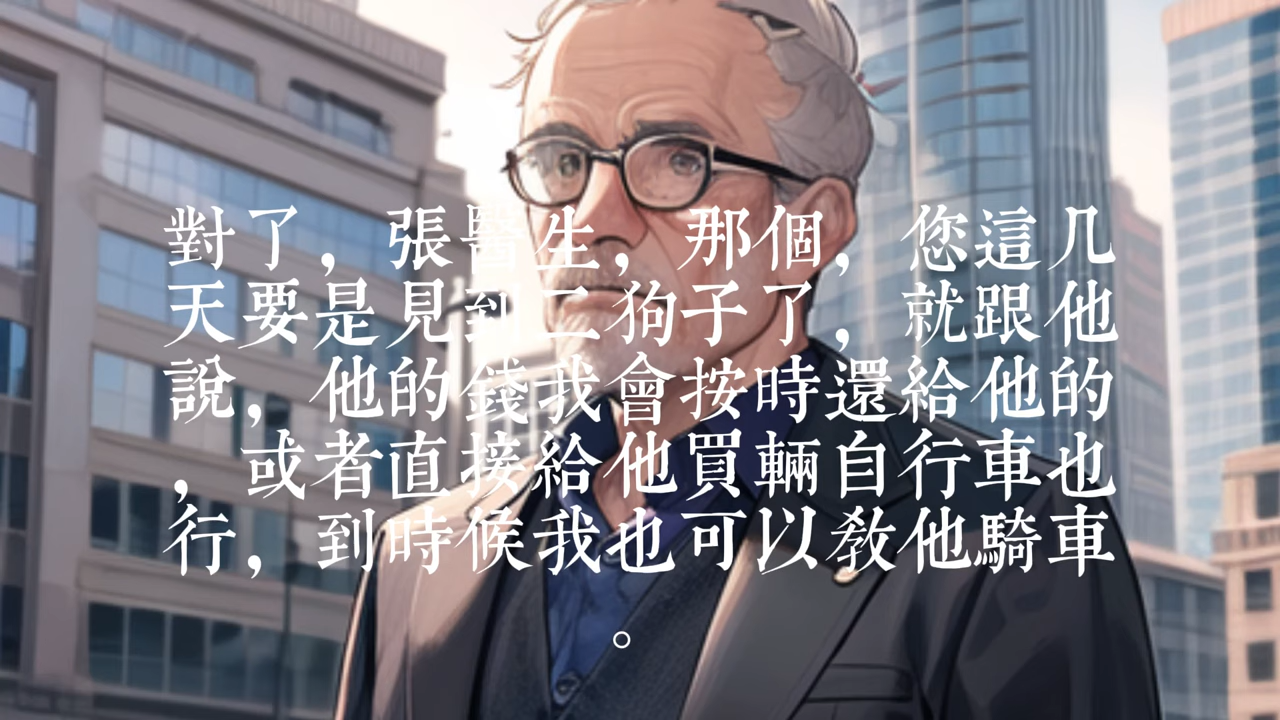 對了，張醫生，那個，您這几
天要是見到二狗子了，就跟他
說，他的錢我會按時還給他的
，或者直接給他買輛自行車也
行，到時候我也可以教他騎車
。